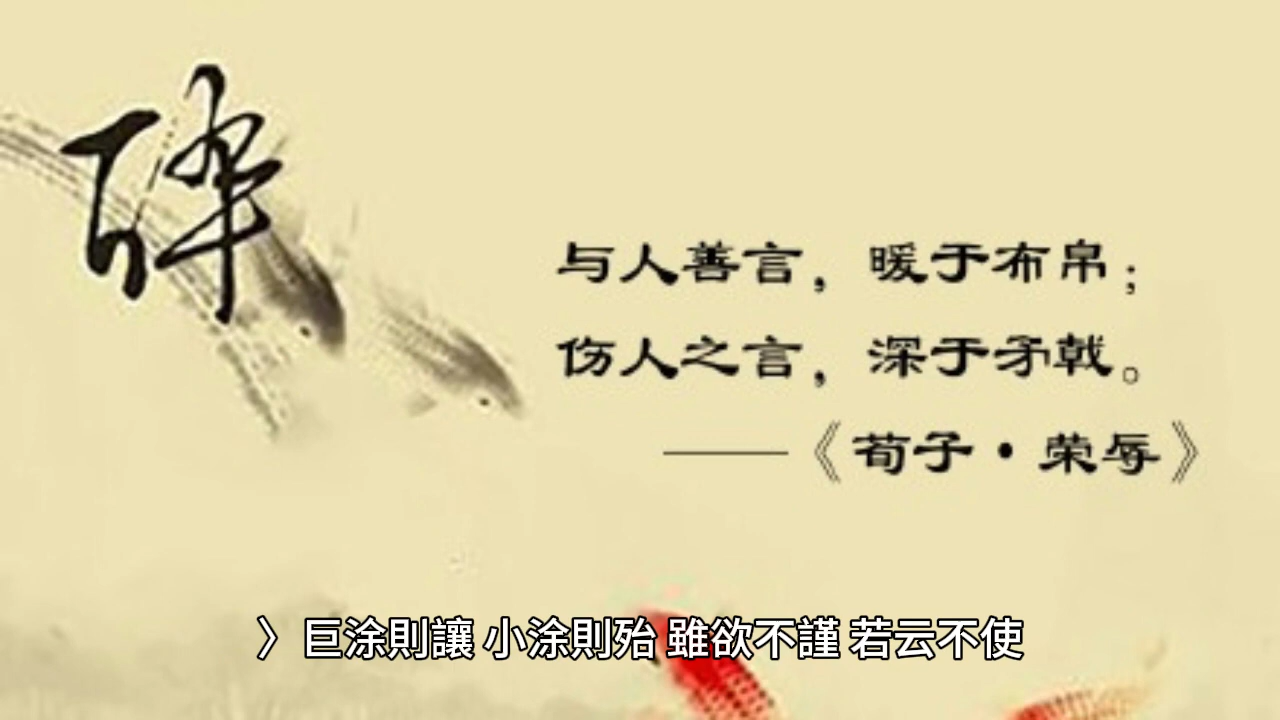 醉
与人善言，暖于布帛；
伤人之言，深于矛戟。
——《荀子·荣辱》
〉巨涂則讓 小涂則殆 雖欲不謹 若云不使